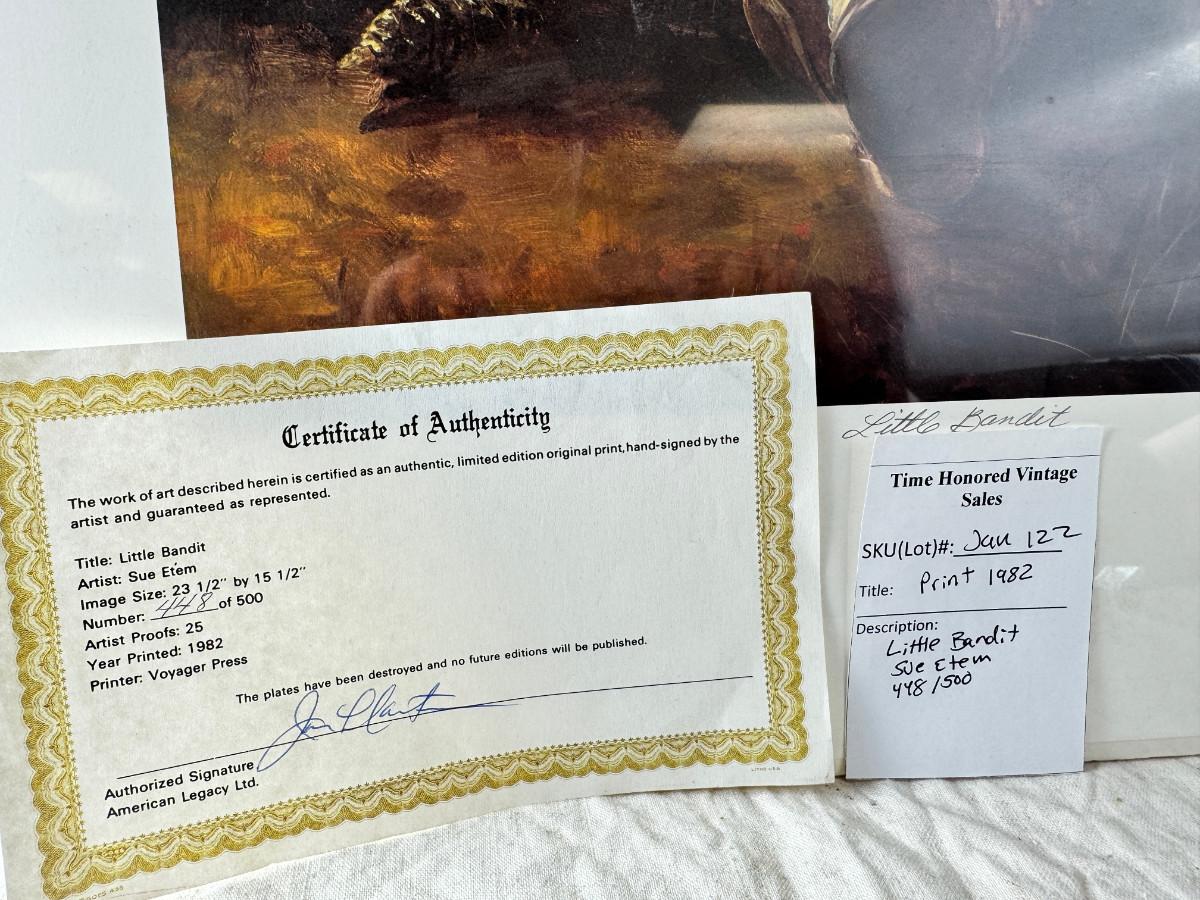 Certificate of Authenticity
The work of art described herein is certified as an authentic, limited edition original print, hand-signed by the
artist and guaranteed as represented.
Title: Little Bandit
Artist: Sue Etem
Image Size: 23 1/2" by 15 1/2"
Number: 448 of 500
Artist Proofs: 25
Year Printed: 1982
Printer: Voyager Press
The plates have been destroyed and no future editions will be published.
Authorized Signature
American Legacy Ltd.
Little Bandit
Time Honored Vintage
Sales
SKU(Lot)#: Jan 122
Title: Print 1982
Description:
Little Bandit
Sue Etem
448/500